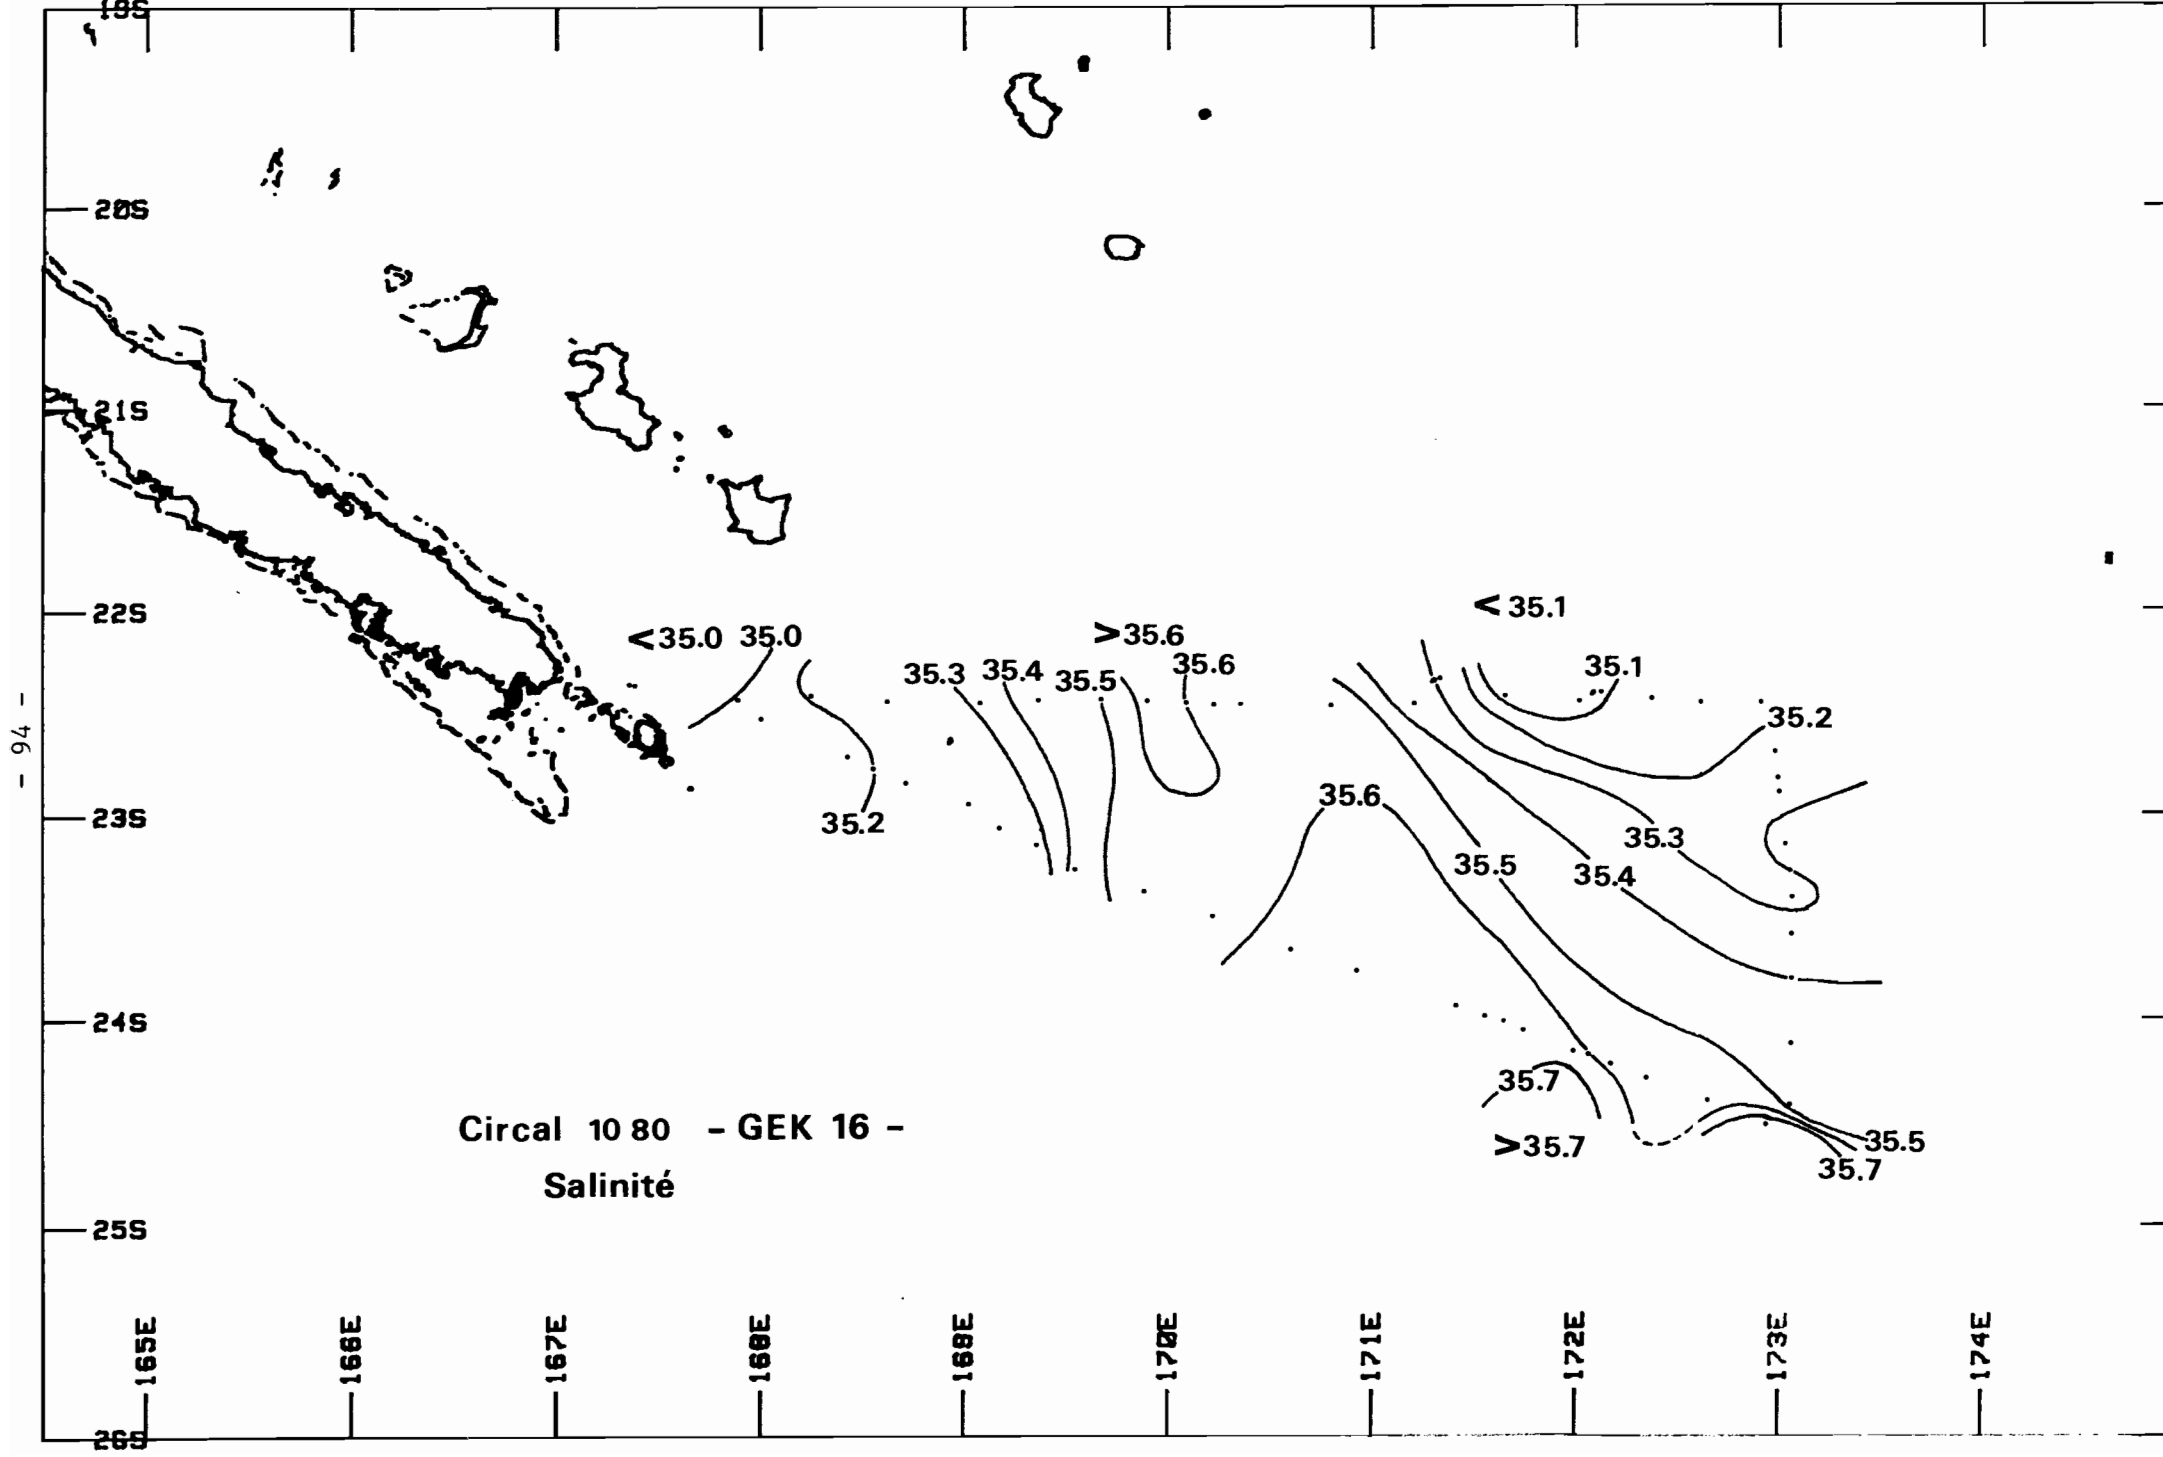 19S
20S
21S
<35.1
22S
<35.0 35.0 >35.6
35.3 35.4 35.5 35.6 35.1
35.2
- 94 -
35.6
23S
35.2 35.3
35.5 35.4
24S
35.7
Circal 10 80 - GEK 16 -
>35.7 35.5
35.7
Salinité
25S
165E 166E 167E 168E 169E 170E 171E 172E 173E 174E
26S